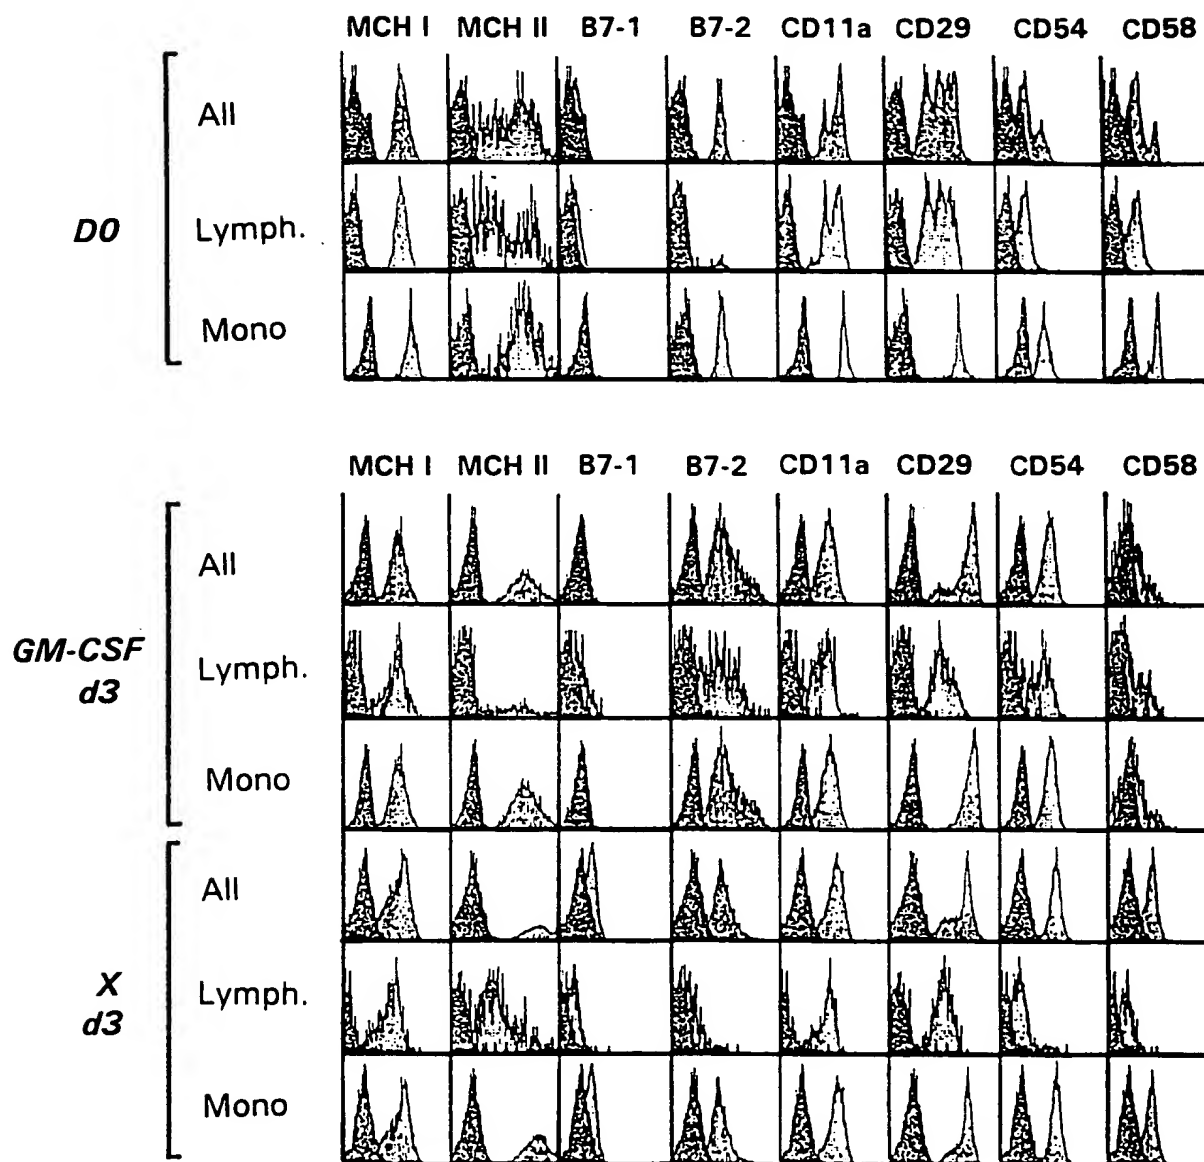 MCH I MCH II B7-1 B7-2 CD11a CD29 CD54 CD58
All
D0 Lymph.
Mono
MCH I MCH II B7-1 B7-2 CD11a CD29 CD54 CD58
All
GM-CSF
d3
Lymph.
Mono
All
X
d3
Lymph.
Mono